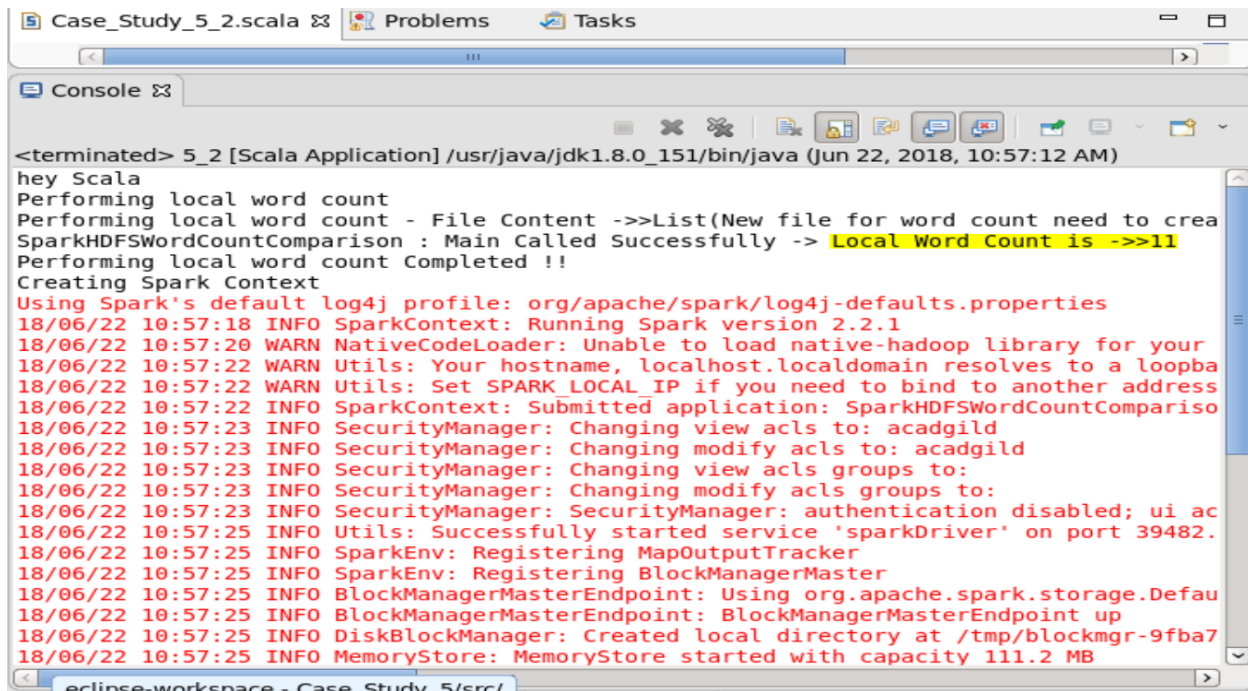 Case_Study_5_2.scala Problems Tasks
Console
<terminated> 5_2 [Scala Application] /usr/java/jdk1.8.0_151/bin/java (Jun 22, 2018, 10:57:12 AM)
hey Scala
Performing local word count
Performing local word count - File Content ->>List(New file for word count need to crea
SparkHDFSWordCountComparison : Main Called Successfully -> Local Word Count is ->>11
Performing local word count Completed !!
Creating Spark Context
Using Spark's default log4j profile: org/apache/spark/log4j-defaults.properties
18/06/22 10:57:18 INFO SparkContext: Running Spark version 2.2.1
18/06/22 10:57:20 WARN NativeCodeLoader: Unable to load native-hadoop library for your
18/06/22 10:57:22 WARN Utils: Your hostname, localhost.localdomain resolves to a loopba
18/06/22 10:57:22 WARN Utils: Set SPARK_LOCAL_IP if you need to bind to another address
18/06/22 10:57:22 INFO SparkContext: Submitted application: SparkHDFSWordCountCompariso
18/06/22 10:57:23 INFO SecurityManager: Changing view acls to: acadgild
18/06/22 10:57:23 INFO SecurityManager: Changing modify acls to: acadgild
18/06/22 10:57:23 INFO SecurityManager: Changing view acls groups to:
18/06/22 10:57:23 INFO SecurityManager: Changing modify acls groups to:
18/06/22 10:57:23 INFO SecurityManager: SecurityManager: authentication disabled; ui ac
18/06/22 10:57:25 INFO Utils: Successfully started service 'sparkDriver' on port 39482.
18/06/22 10:57:25 INFO SparkEnv: Registering MapOutputTracker
18/06/22 10:57:25 INFO SparkEnv: Registering BlockManagerMaster
18/06/22 10:57:25 INFO BlockManagerMasterEndpoint: Using org.apache.spark.storage.Defau
18/06/22 10:57:25 INFO BlockManagerMasterEndpoint: BlockManagerMasterEndpoint up
18/06/22 10:57:25 INFO DiskBlockManager: Created local directory at /tmp/blockmgr-9fba7
18/06/22 10:57:25 INFO MemoryStore: MemoryStore started with capacity 111.2 MB
eclipse-workspace - Case_Study_5/src/